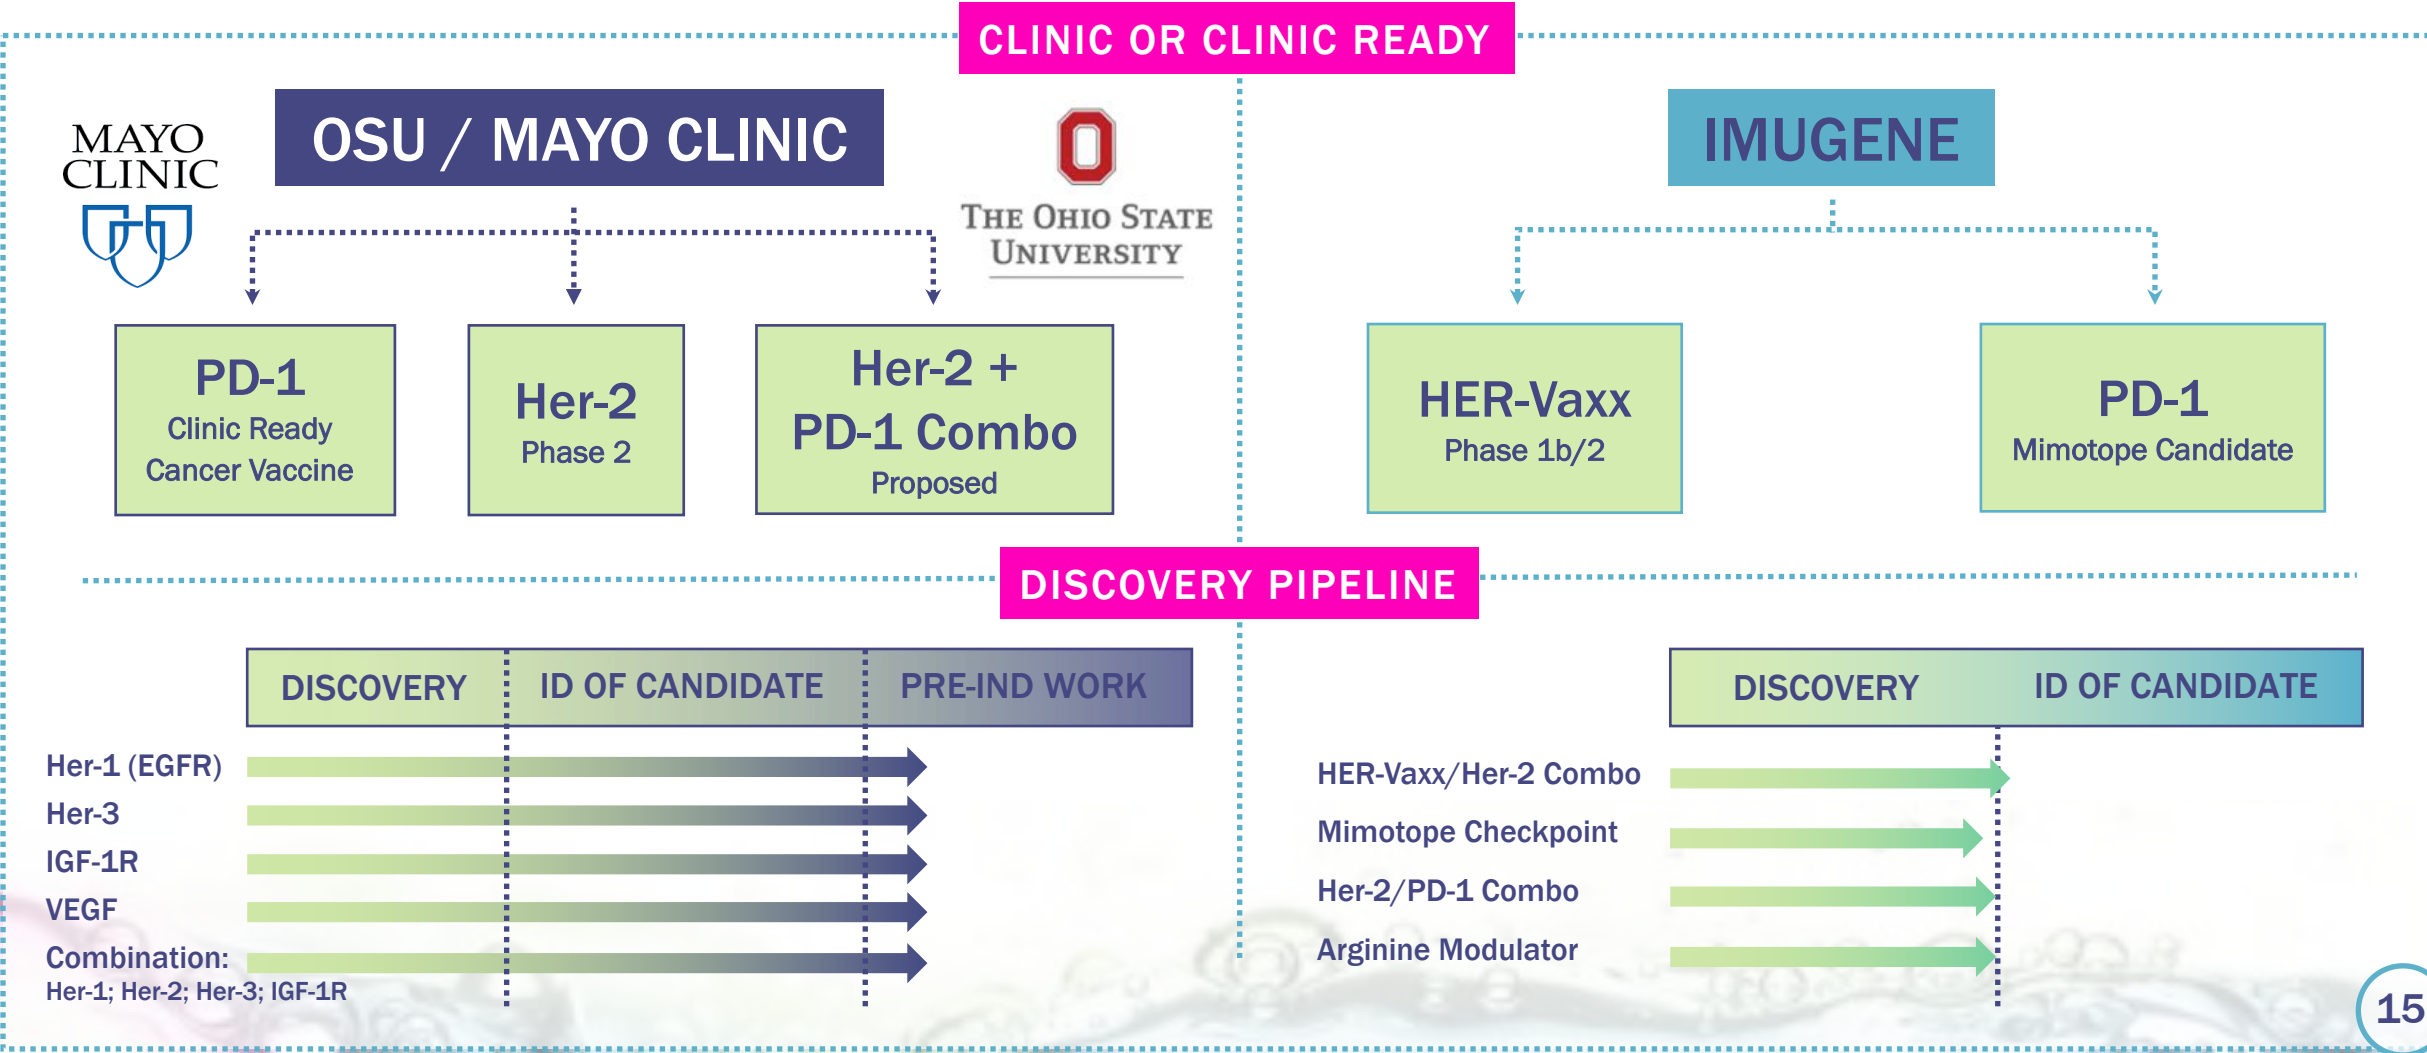 CLINIC OR CLINIC READY
MAYO
CLINIC
OSU / MAYO CLINIC
THE OHIO STATE
UNIVERSITY
PD-1
Clinic Ready
Cancer Vaccine
Her-2
Phase 2
Her-2 +
PD-1 Combo
Proposed
IMUGENE
HER-Vaxx
Phase 1b/2
PD-1
Mimotope Candidate
DISCOVERY PIPELINE
DISCOVERY ID OF CANDIDATE PRE-IND WORK
Her-1 (EGFR)
Her-3
IGF-1R
VEGF
Combination:
Her-1; Her-2; Her-3; IGF-1R
DISCOVERY ID OF CANDIDATE
HER-Vaxx/Her-2 Combo
Mimotope Checkpoint
Her-2/PD-1 Combo
Arginine Modulator
15